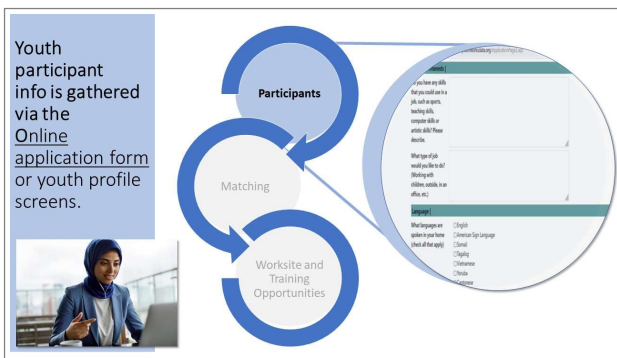 Youth
participant
info is gathered
via the
Online
application form
or youth profile
screens.
Participants
Matching
Worksite and
Training
Opportunities
you have any skills
that you could use in a
job, such as sports,
teaching skills,
computer skills or
artistic skills? Please
describe.
What type of job
would you like to do?
(Working with
children, outside, in an
office, etc.)
Language [
What languages are
spoken in your home
(check all that apply)
English
American Sign Language
Somali
Tagalog
Vietnamese
Yoruba